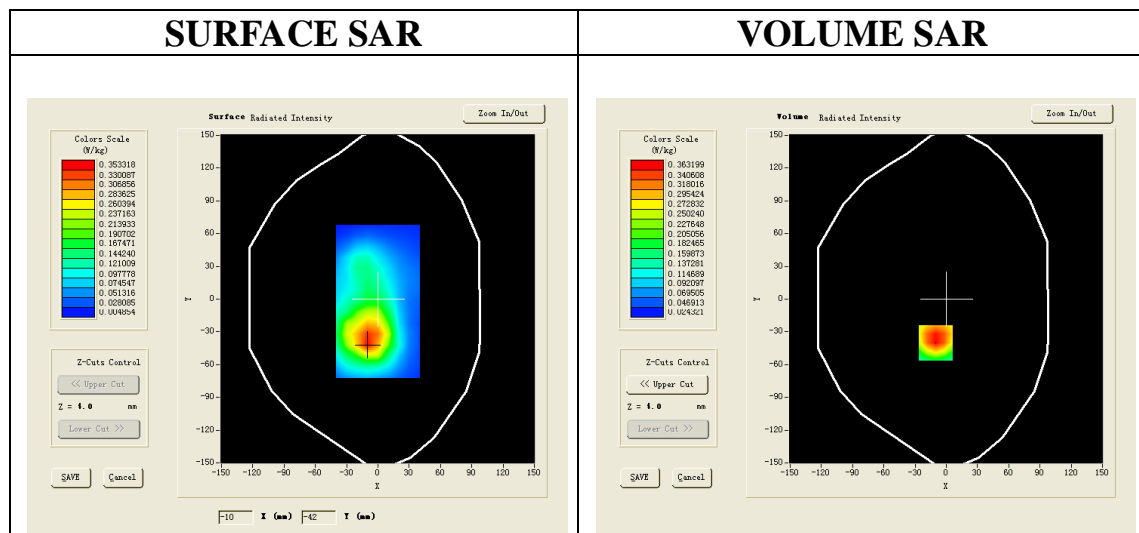 SURFACE SAR
VOLUME SAR
Surface Radiated Intensity
Zoom In/Out
Colors Scale
(W/kg)
0.353318
0.330087
0.306856
0.283625
0.260394
0.237163
0.213933
0.190702
0.167471
0.144240
0.121009
0.097778
0.074547
0.051316
0.028085
0.004854
150
120
90
60
30
0
-30
-60
-90
-120
-150
Y
-150 -120 -90 -60 -30 0 30 60 90 120 150
X
Z-Cuts Control
<< Upper Cut
Z = 4.0 mm
Lower Cut >>
SAVE Cancel
-10 X (mm) -42 Y (mm)
Volume Radiated Intensity
Zoom In/Out
Colors Scale
(W/kg)
0.363199
0.340608
0.318016
0.295424
0.272832
0.250240
0.227648
0.205056
0.182465
0.159873
0.137281
0.114689
0.092097
0.069505
0.046913
0.024321
150
120
90
60
30
0
-30
-60
-90
-120
-150
Y
-150 -120 -90 -60 -30 0 30 60 90 120 150
X
Z-Cuts Control
<< Upper Cut
Z = 4.0 mm
Lower Cut >>
SAVE Cancel